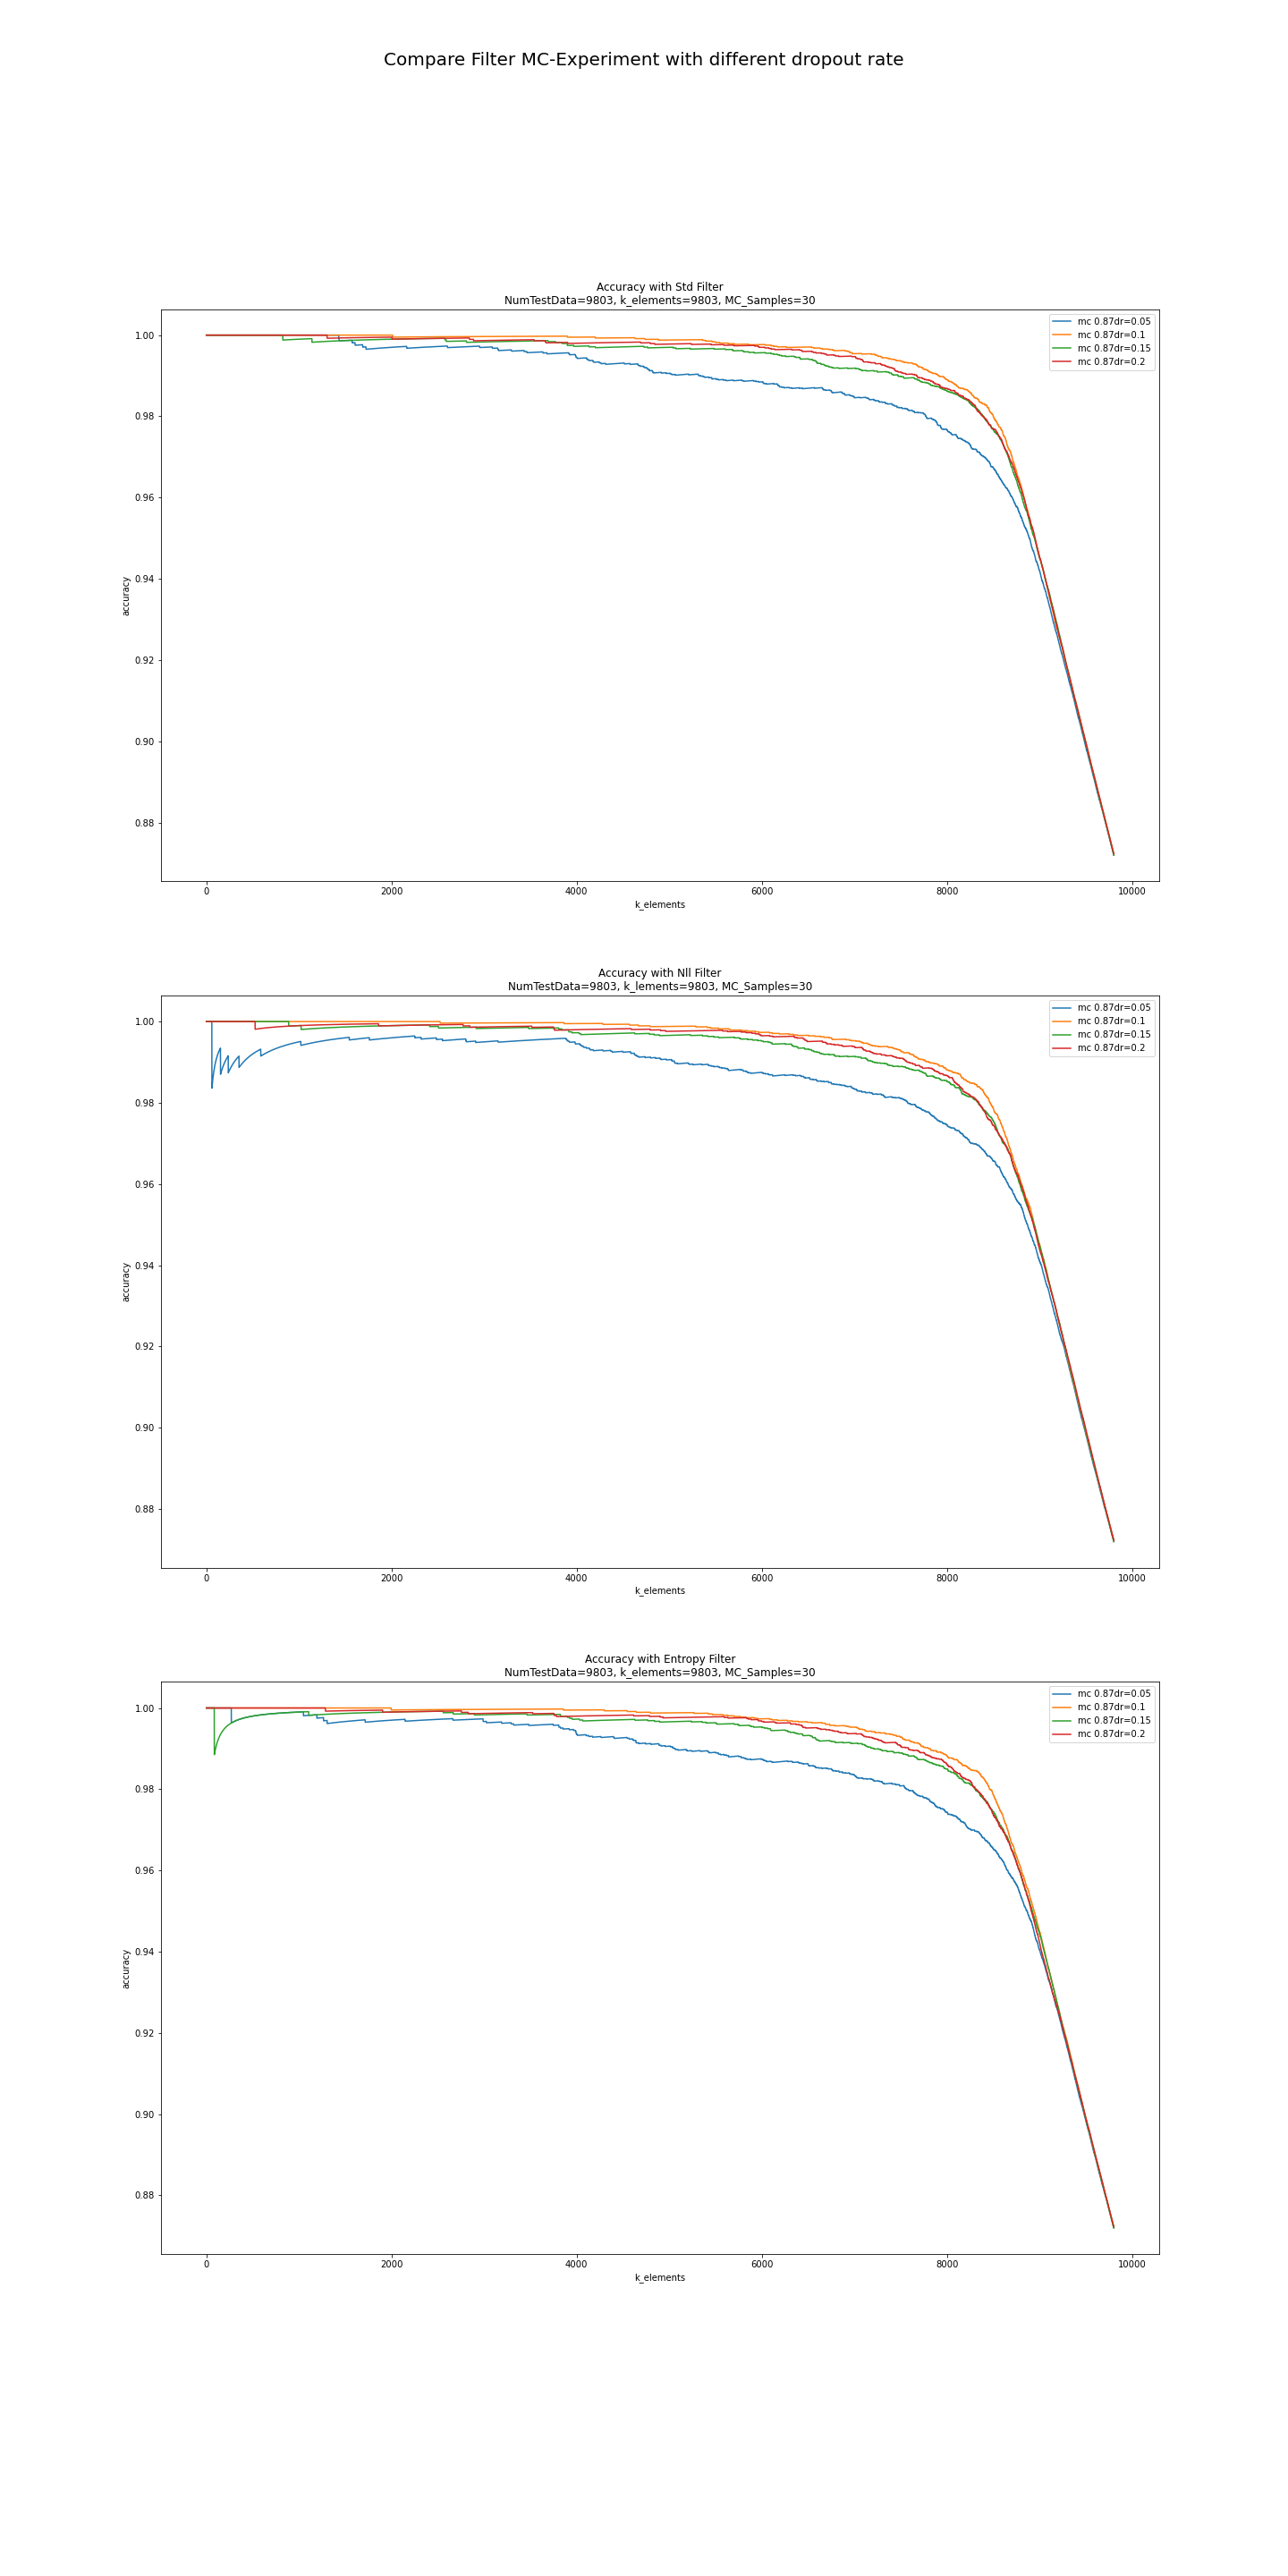 Compare Filter MC-Experiment with different dropout rate
Accuracy with Std Filter
NumTestData=9803, k_elements=9803, MC_Samples=30
mc 0.87dr=0.05
mc 0.87dr=0.1
mc 0.87dr=0.15
mc 0.87dr=0.2
1.00
0.98
0.96
0.94
0.92
0.90
0.88
accuracy
0 2000 4000 6000 8000 10000
k_elements
Accuracy with Nll Filter
NumTestData=9803, k_lements=9803, MC_Samples=30
mc 0.87dr=0.05
mc 0.87dr=0.1
mc 0.87dr=0.15
mc 0.87dr=0.2
1.00
0.98
0.96
0.94
0.92
0.90
0.88
accuracy
0 2000 4000 6000 8000 10000
k_elements
Accuracy with Entropy Filter
NumTestData=9803, k_elements=9803, MC_Samples=30
mc 0.87dr=0.05
mc 0.87dr=0.1
mc 0.87dr=0.15
mc 0.87dr=0.2
1.00
0.98
0.96
0.94
0.92
0.90
0.88
accuracy
0 2000 4000 6000 8000 10000
k_elements